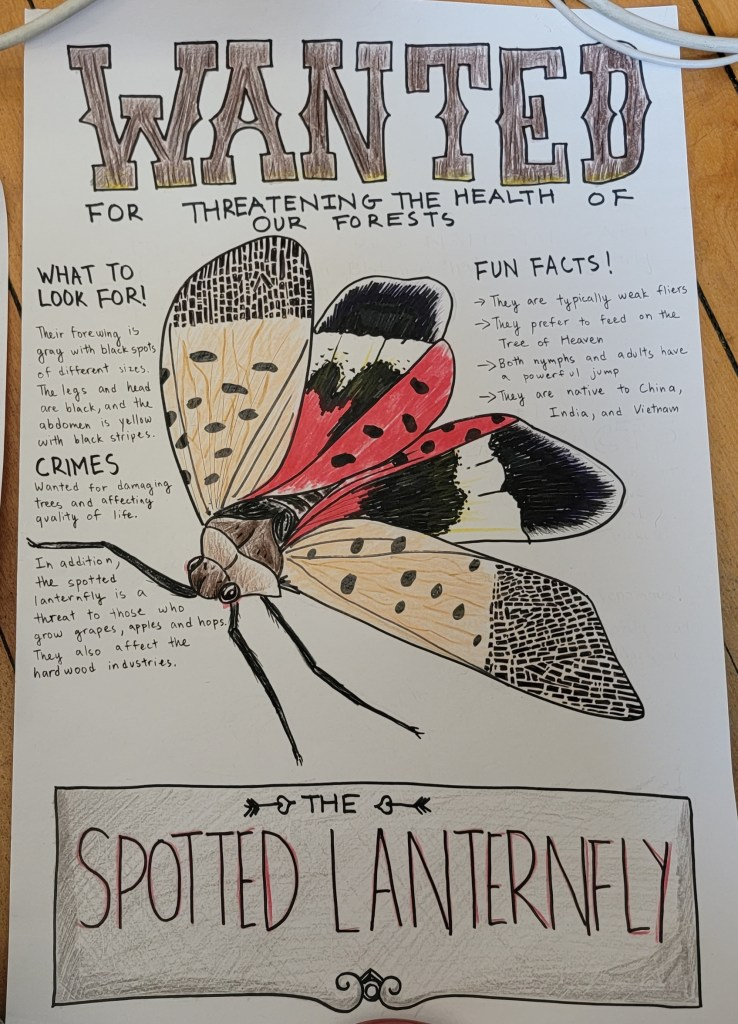 WANTED
FOR THREATENING THE HEALTH OF
OUR FORESTS
WHAT TO
LOOK FOR!
Their forewing is
gray with black spots
of different sizes.
The legs and head
are black, and the
abdomen is yellow
with black stripes.
CRIMES
Wanted for damaging
trees and affecting
quality of life.
In addition,
the spotted
lanternfly is a
threat to those who
grow grapes, apples and hops.
They also affect the
hardwood industries.
FUN FACTS!
→ They are typically weak fliers
→ They prefer to feed on the
Tree of Heaven
→ Both nymphs and adults have
a powerful jump
→ They are native to China,
India, and Vietnam
THE
SPOTTED LANTERNFLY